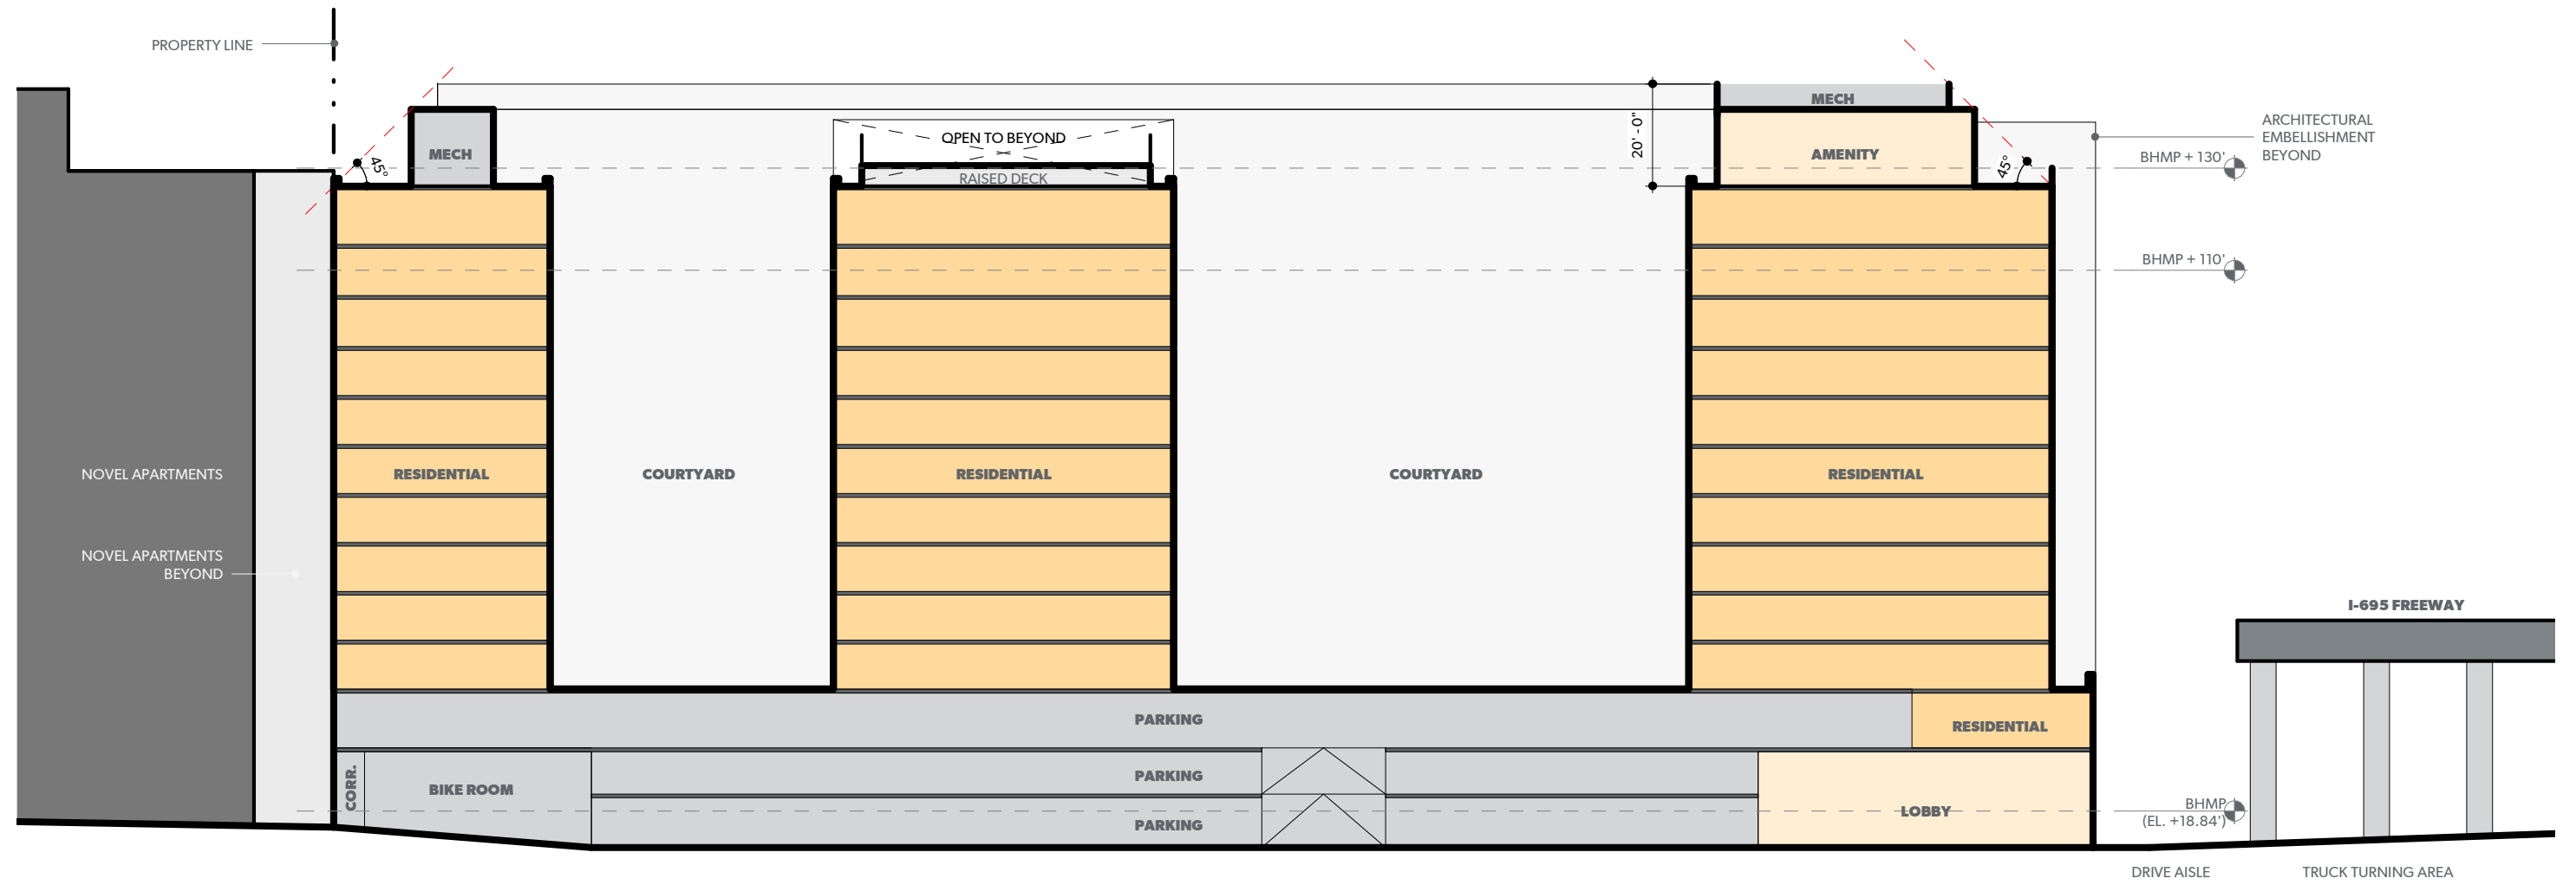 PROPERTY LINE
MECH
ARCHITECTURAL
EMBELLISHMENT
BEYOND
20' - 0"
OPEN TO BEYOND
MECH
45°
AMENITY
45°
BHMP + 130'
RAISED DECK
BHMP + 110'
NOVEL APARTMENTS
RESIDENTIAL
COURTYARD
RESIDENTIAL
COURTYARD
RESIDENTIAL
NOVEL APARTMENTS
BEYOND
I-695 FREEWAY
PARKING
RESIDENTIAL
CORR.
BIKE ROOM
PARKING
LOBBY
BHMP
(EL. +18.84')
PARKING
DRIVE AISLE
TRUCK TURNING AREA